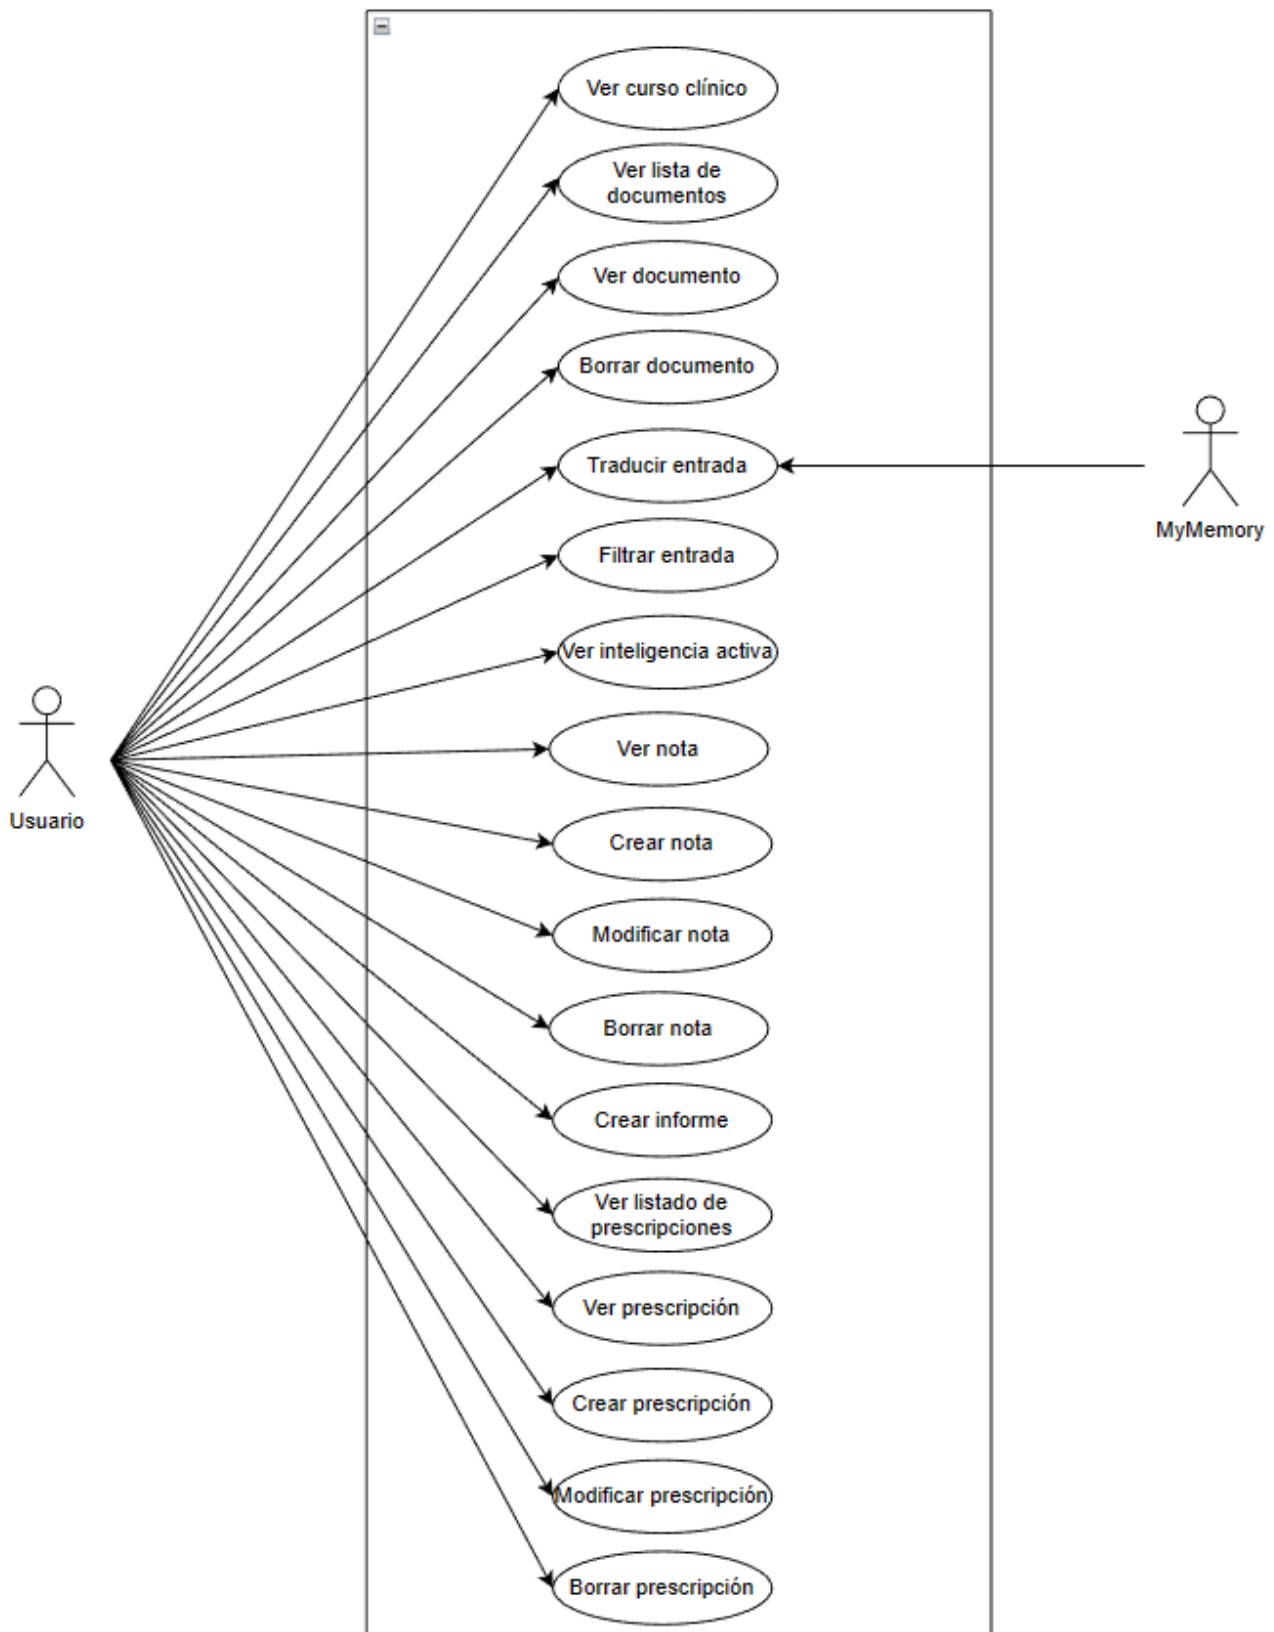 Ver curso clínico
Ver lista de
documentos
Ver documento
Borrar documento
Traducir entrada
MyMemory
Filtrar entrada
Ver inteligencia activa
Ver nota
Usuario
Crear nota
Modificar nota
Borrar nota
Crear informe
Ver listado de
prescripciones
Ver prescripción
Crear prescripción
Modificar prescripción
Borrar prescripción